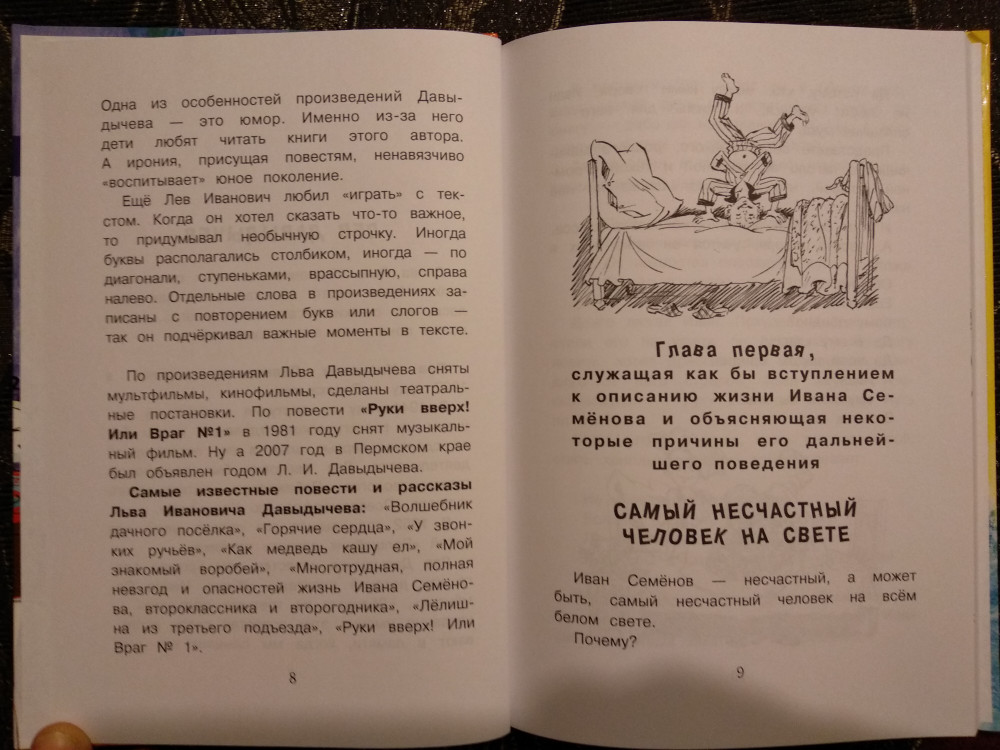 Одна из особенностей произведений Давы-
дычева — это юмор. Именно из-за него
дети любят читать книги этого автора.
А ирония, присущая повестям, ненавязчиво
«воспитывает» юное поколение.
Ещё Лев Иванович любил «играть» с тек-
стом. Когда он хотел сказать что-то важное,
то придумывал необычную строчку. Иногда
буквы располагались столбиком, иногда — по
диагонали, ступеньками, врассыпную, справа
налево. Отдельные слова в произведениях за-
писаны с повторением букв или слогов —
так он подчёркивал важные моменты в тексте.
По произведениям Льва Давыдычева сняты
мультфильмы, кинофильмы, сделаны театраль-
ные постановки. По повести «Руки вверх!
Или Враг №1» в 1981 году снят музыкаль-
ный фильм. Ну а 2007 год в Пермском крае
был объявлен годом Л. И. Давыдычева.
Самые известные повести и рассказы
Льва Ивановича Давыдычева: «Волшебник
дачного посёлка», «Горячие сердца», «У звон-
ких ручьёв», «Как медведь кашу ел», «Мой
знакомый воробей», «Многотрудная, полная
невзгод и опасностей жизнь Ивана Семёно-
ва, второклассника и второгодника», «Лёлиш-
на из третьего подъезда», «Руки вверх! Или
Враг № 1».
8
Глава первая,
служащая как бы вступлением
к описанию жизни Ивана Се-
мёнова и объясняющая неко-
торые причины его дальней-
шего поведения
САМЫЙ НЕСЧАСТНЫЙ
ЧЕЛОВЕК НА СВЕТЕ
Иван Семёнов — несчастный, а может
быть, самый несчастный человек на всём
белом свете.
Почему?
9